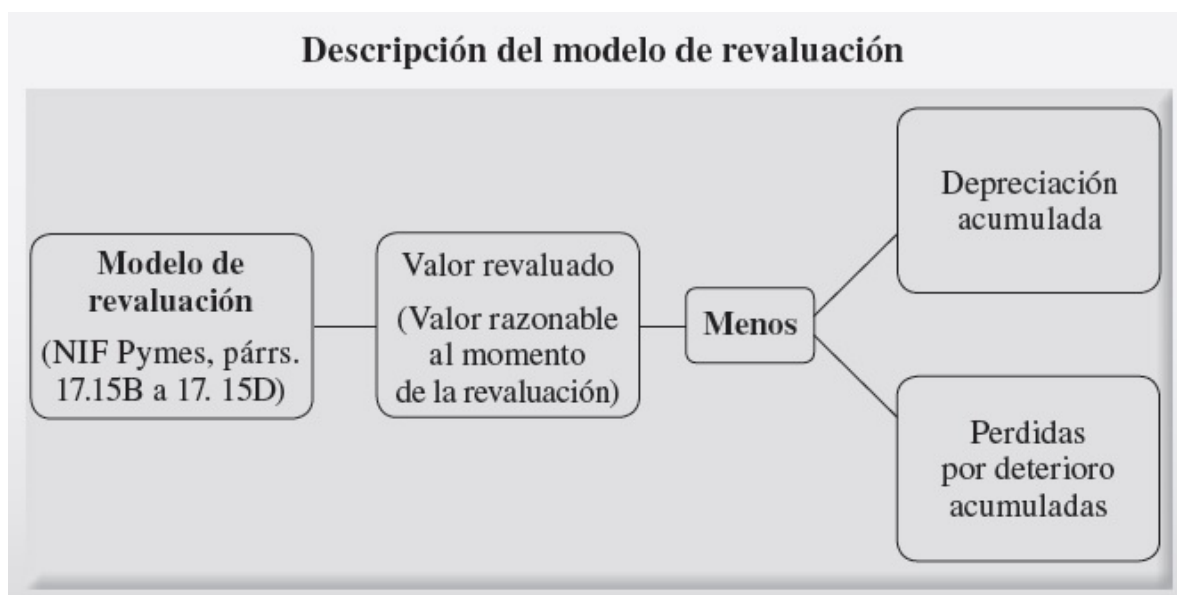 Descripción del modelo de revaluación
Modelo de
revaluación
(NIF Pymes, párrs.
17.15B a 17. 15D)
Valor revaluado
(Valor razonable
al momento
de la revaluación)
Menos
Depreciación
acumulada
Perdidas
por deterioro
acumuladas